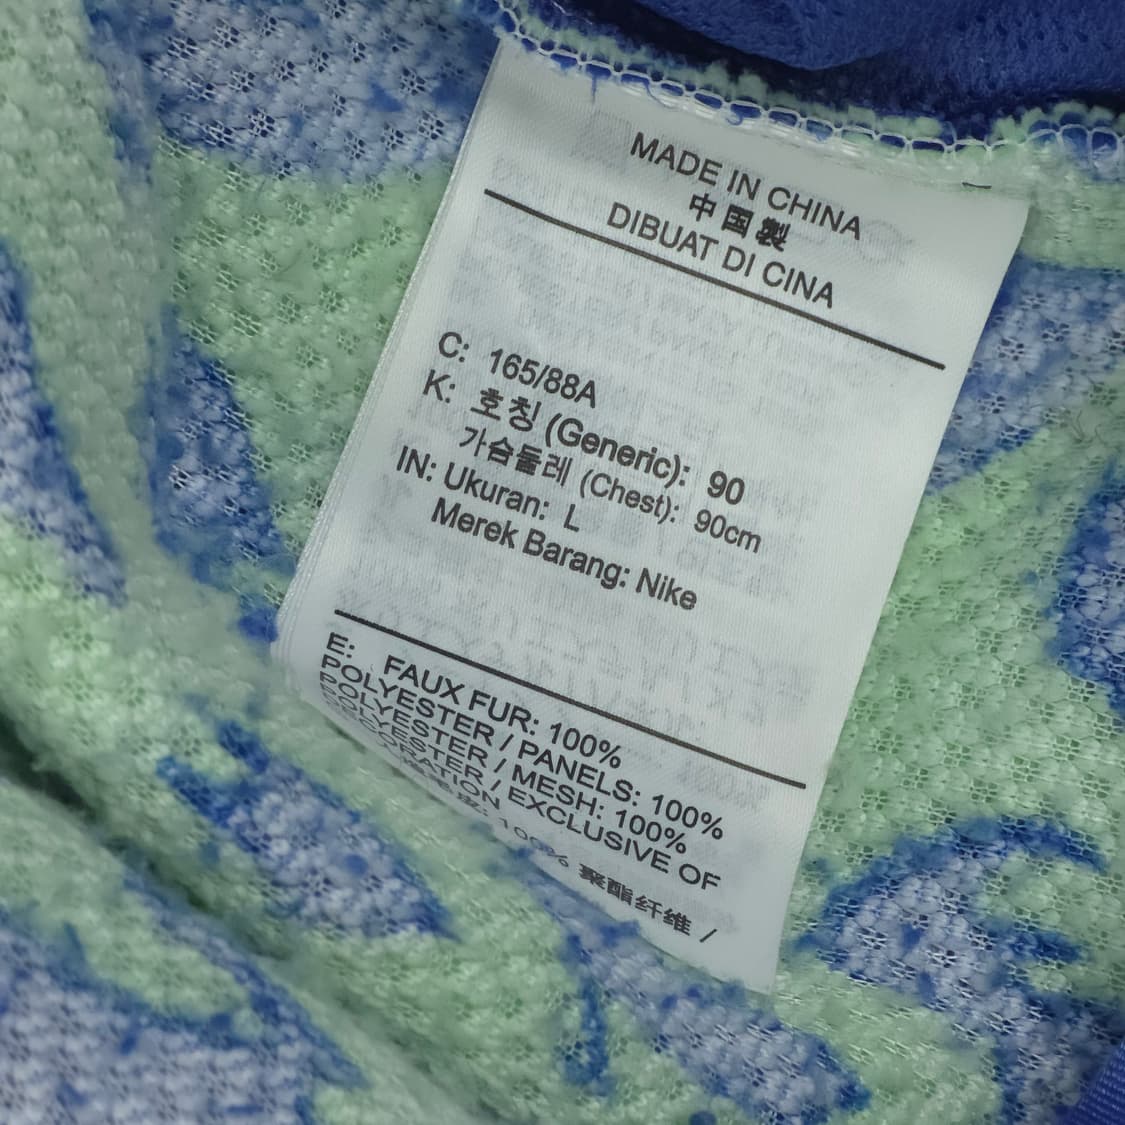 MADE IN CHINA
中国製
DIBUAT DI CINA
C: 165/88A
K: 호칭 (Generic): 90
가슴둘레 (Chest): 90cm
IN: Ukuran: L
Merek Barang: Nike
E: FAUX FUR: 100%
POLYESTER / PANELS: 100%
POLYESTER / MESH: 100%
POLYESTER / EXCLUSIVE OF
DECORATION
100% 聚酯纤维 /